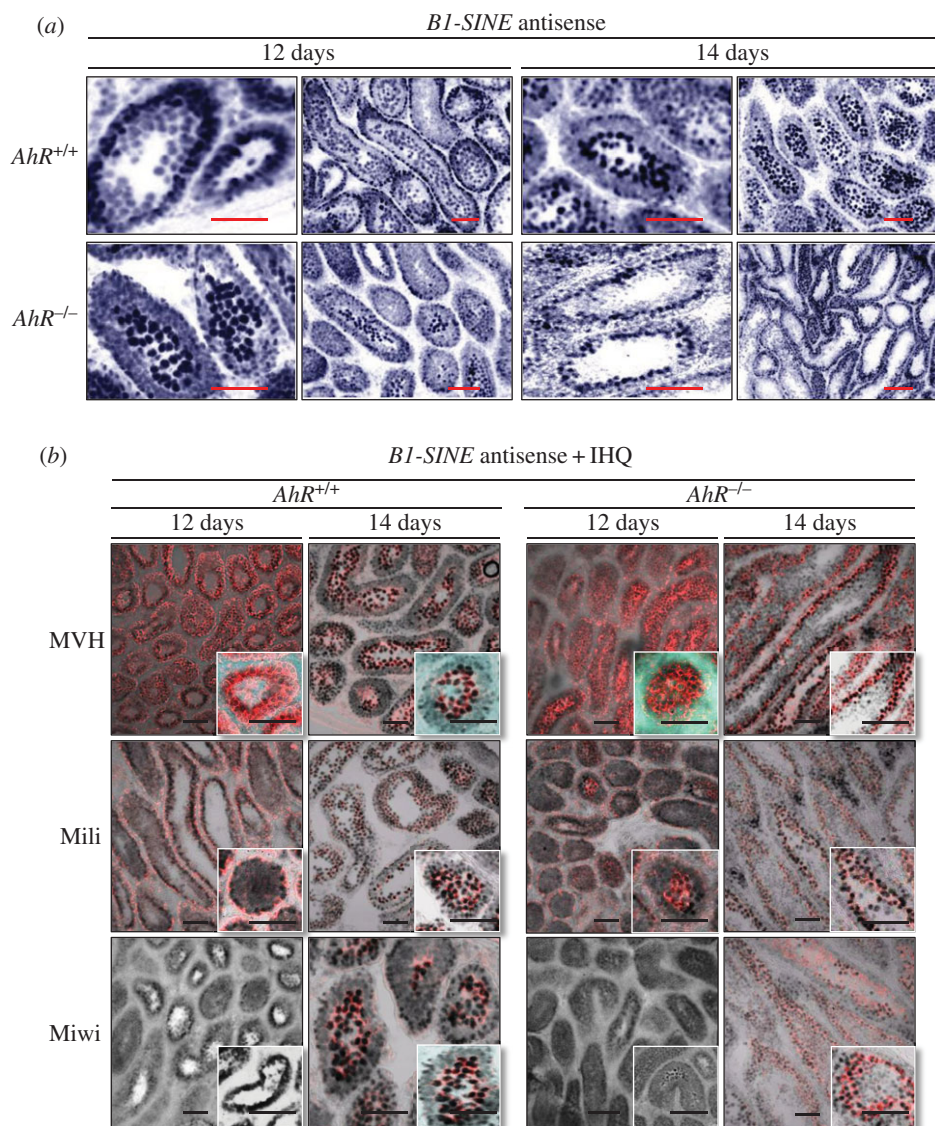 (a) B1-SINE antisense
12 days 14 days
AhR+/+
AhR–/–
(b) B1-SINE antisense + IHQ
AhR+/+ AhR–/–
12 days 14 days 12 days 14 days
MVH
Mili
Miwi